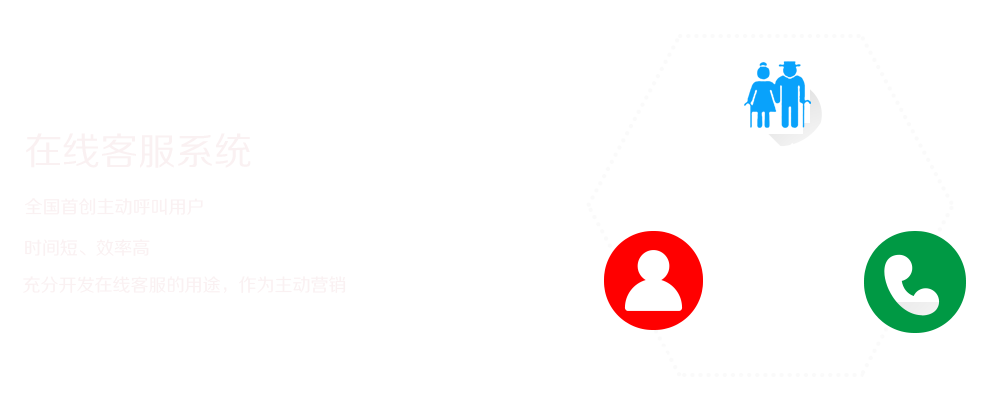 在线客服系统
全国首创主动呼叫用户
时间短、效率高
充分开发在线客服的用途，作为主动营销